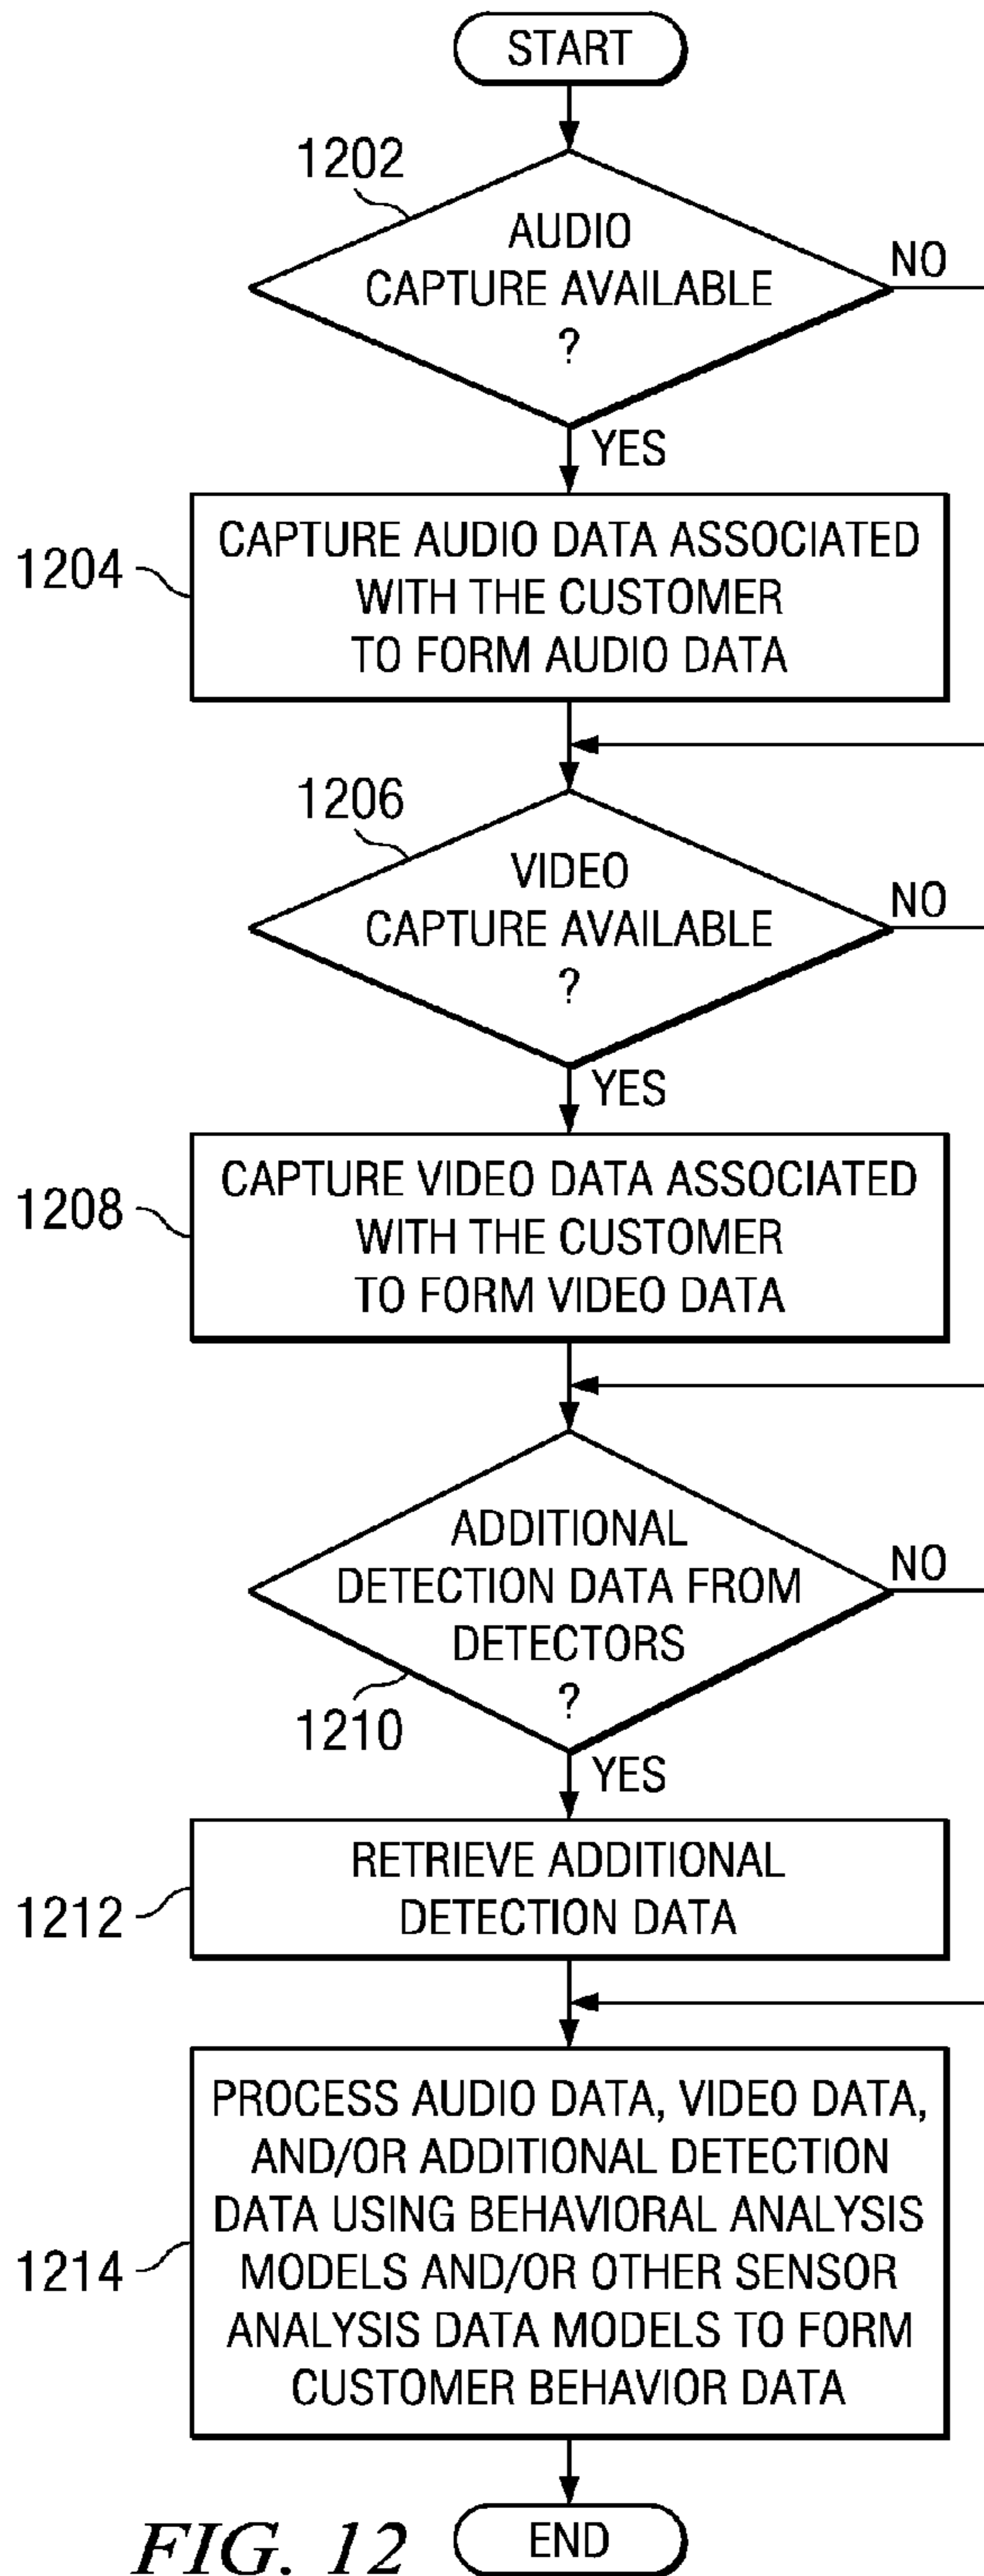 START
1202
AUDIO
CAPTURE AVAILABLE
?
NO
YES
1204
CAPTURE AUDIO DATA ASSOCIATED
WITH THE CUSTOMER
TO FORM AUDIO DATA
1206
VIDEO
CAPTURE AVAILABLE
?
NO
YES
1208
CAPTURE VIDEO DATA ASSOCIATED
WITH THE CUSTOMER
TO FORM VIDEO DATA
ADDITIONAL
DETECTION DATA FROM
DETECTORS
?
NO
1210
YES
1212
RETRIEVE ADDITIONAL
DETECTION DATA
1214
PROCESS AUDIO DATA, VIDEO DATA,
AND/OR ADDITIONAL DETECTION
DATA USING BEHAVIORAL ANALYSIS
MODELS AND/OR OTHER SENSOR
ANALYSIS DATA MODELS TO FORM
CUSTOMER BEHAVIOR DATA
FIG. 12
END